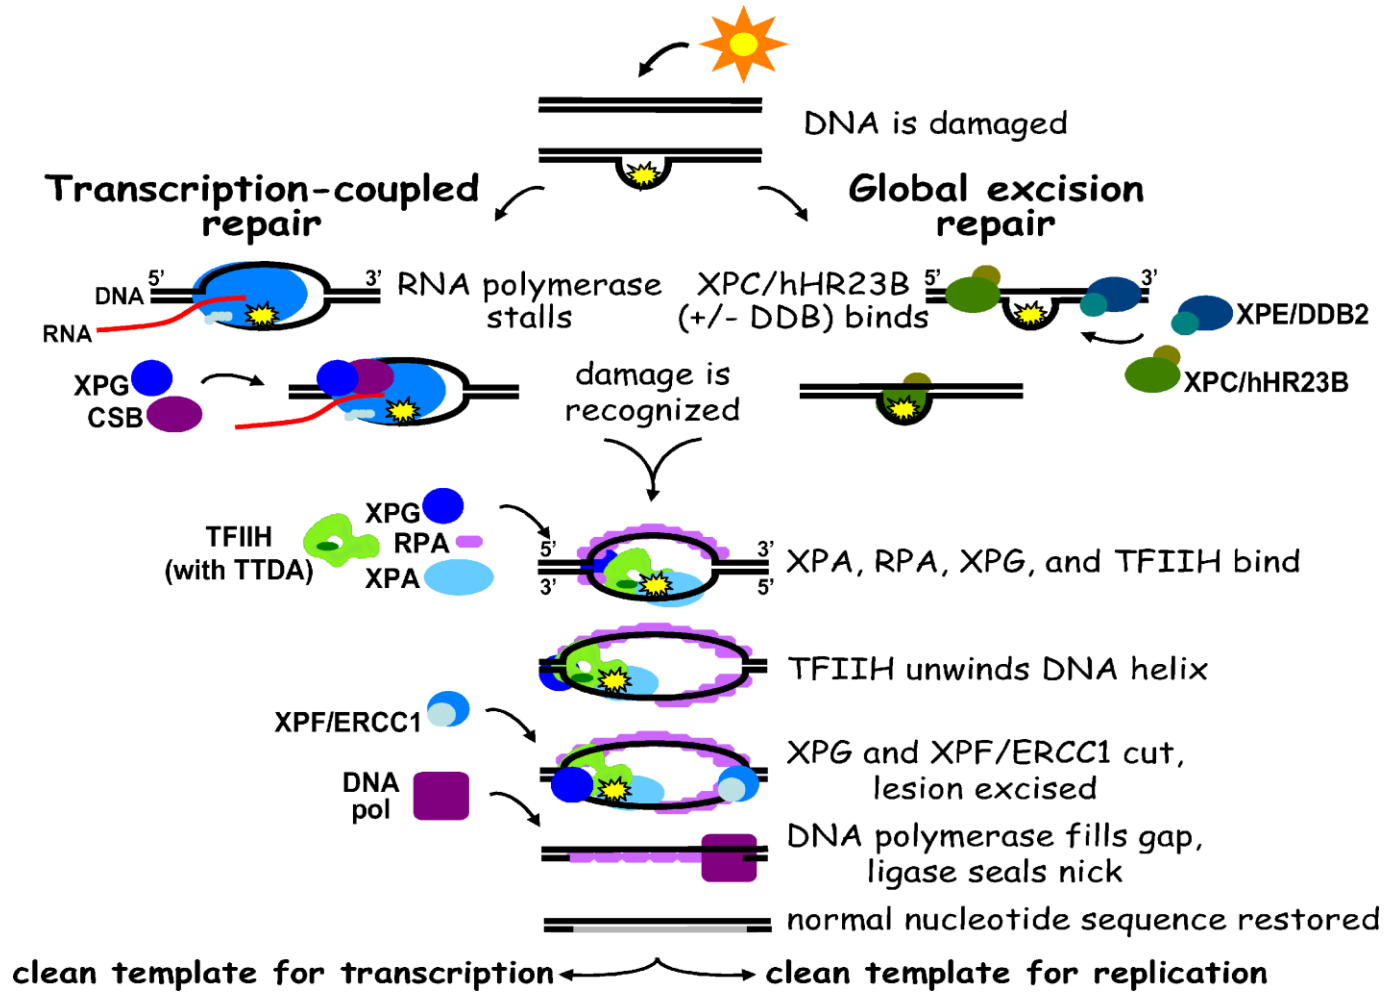 DNA is damaged
Transcription-coupled
repair
Global excision
repair
5’
3’
DNA
RNA
RNA polymerase
stalls
XPC/hHR23B
(+/- DDB) binds
5’
3’
XPE/DDB2
XPC/hHR23B
XPG
CSB
damage is
recognized
XPG
RPA
XPA
TFIIH
(with TTDA)
5’
3’
3’
5’
XPA, RPA, XPG, and TFIIH bind
TFIIH unwinds DNA helix
XPF/ERCC1
XPG and XPF/ERCC1 cut,
lesion excised
DNA
pol
DNA polymerase fills gap,
ligase seals nick
normal nucleotide sequence restored
clean template for transcription
clean template for replication